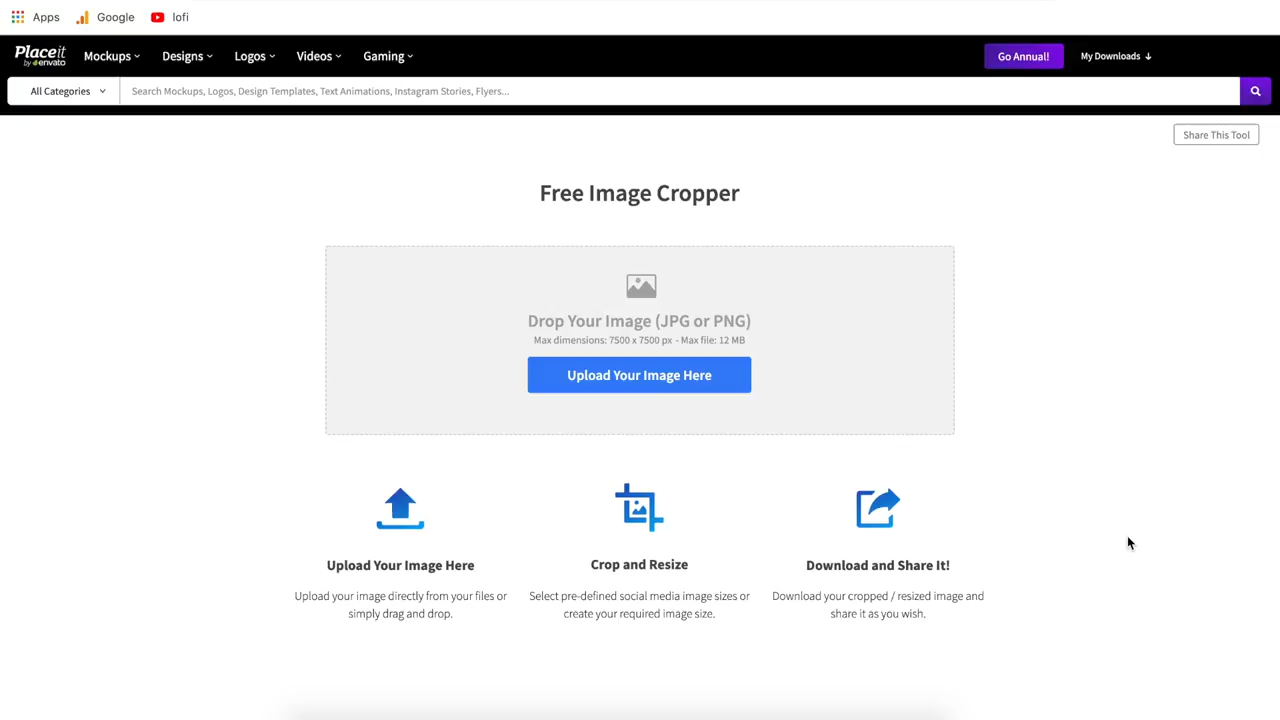 Apps Google lofi
Placeit
by envato
Mockups Designs Logos Videos Gaming Go Annual! My Downloads
All Categories Search Mockups, Logos, Design Templates, Text Animations, Instagram Stories, Flyers...
Share This Tool
Free Image Cropper
Drop Your Image (JPG or PNG)
Max dimensions: 7500 x 7500 px - Max file: 12 MB
Upload Your Image Here
Upload Your Image Here
Upload your image directly from your files or
simply drag and drop.
Crop and Resize
Select pre-defined social media image sizes or
create your required image size.
Download and Share It!
Download your cropped / resized image and
share it as you wish.